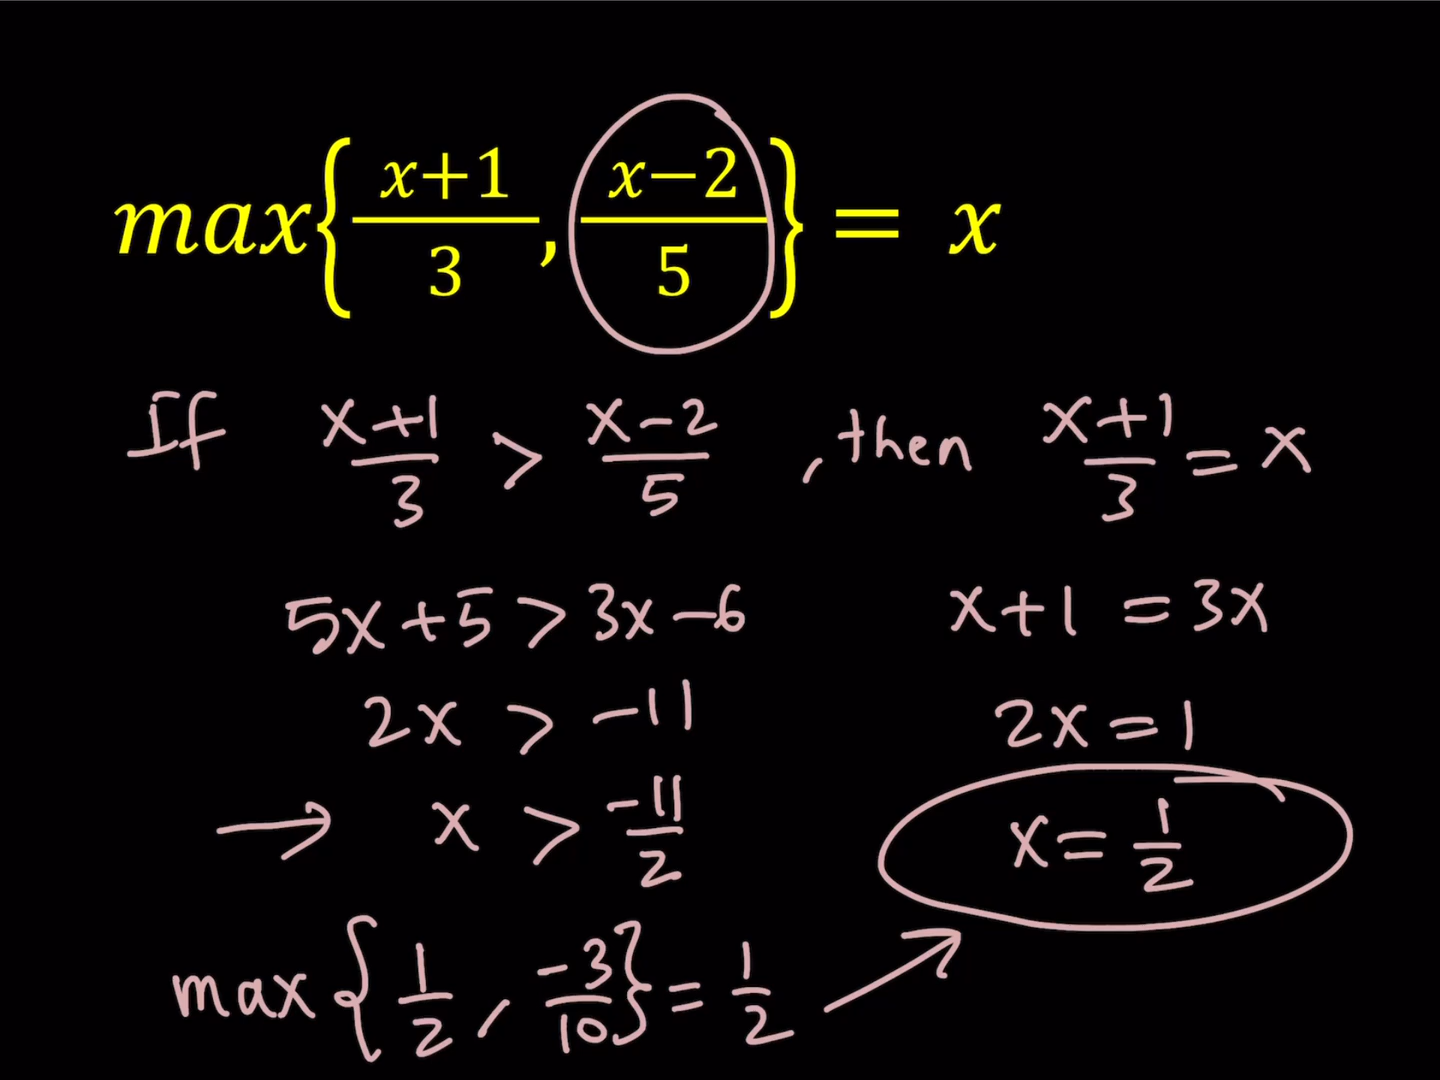 max{x+1/3, x−2/5} = x
If x+1/3 > x−2/5, then x+1/3 = x
5x+5 > 3x−6 x+1 = 3x
2x > −11 2x = 1
→ x > −11/2 x = 1/2
max{1/2, −3/10} = 1/2